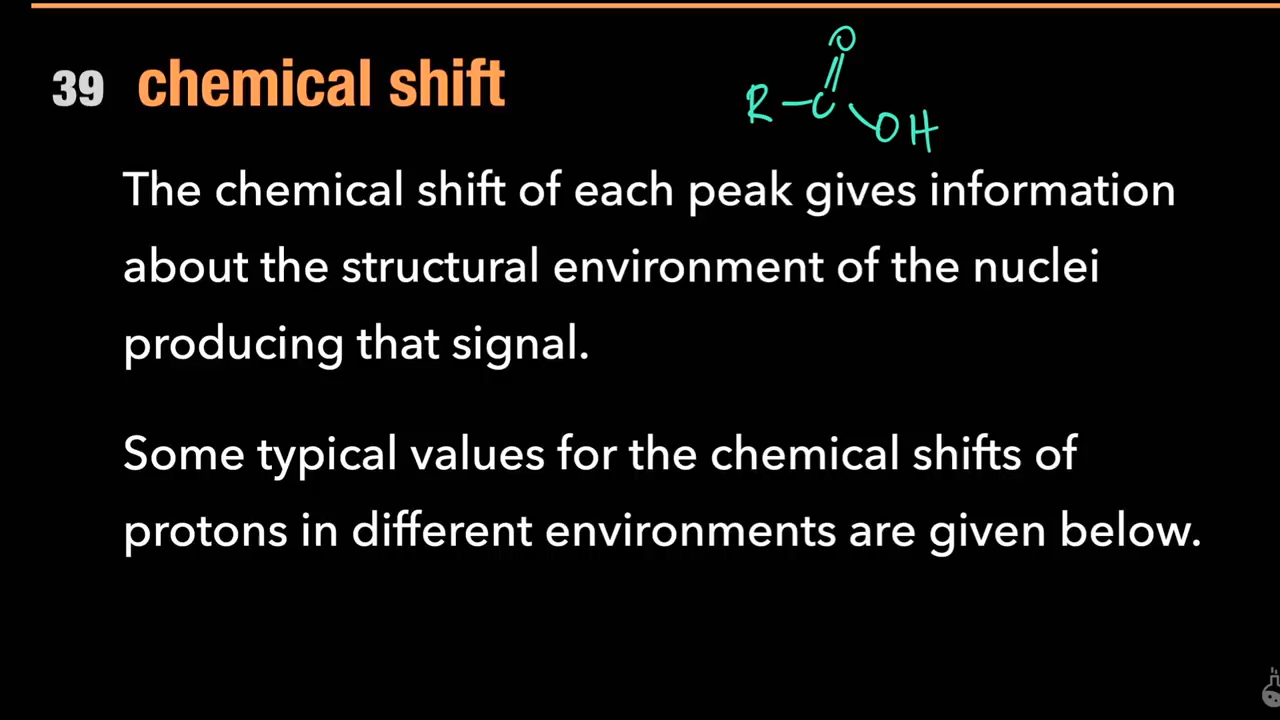 39 chemical shift
O
R-C
OH
The chemical shift of each peak gives information
about the structural environment of the nuclei
producing that signal.
Some typical values for the chemical shifts of
protons in different environments are given below.